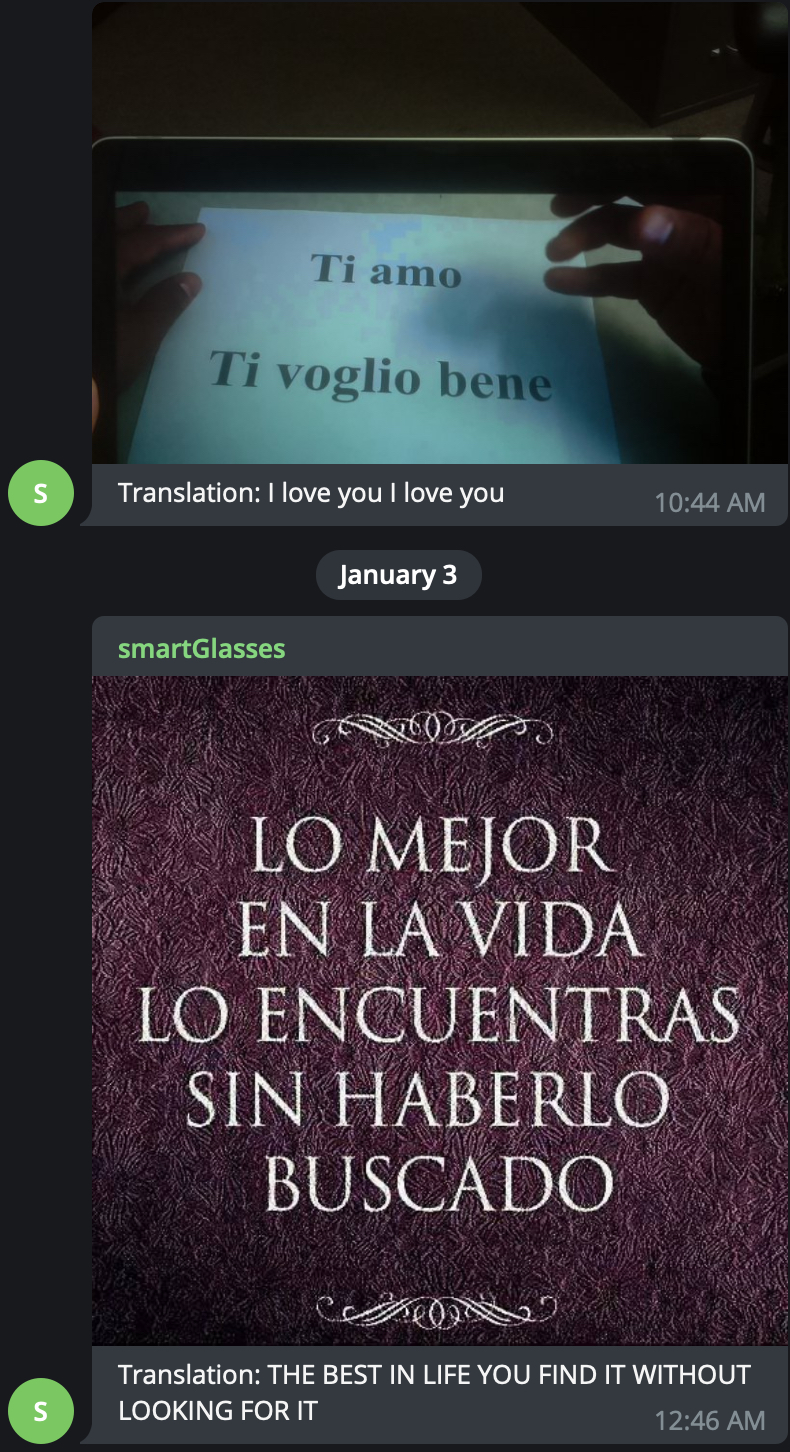 Ti amo
Ti voglio bene
Translation: I love you I love you
10:44 AM
S
January 3
smartGlasses
LO MEJOR
EN LA VIDA
LO ENCUENTRAS
SIN HABERLO
BUSCADO
Translation: THE BEST IN LIFE YOU FIND IT WITHOUT
LOOKING FOR IT
12:46 AM
S